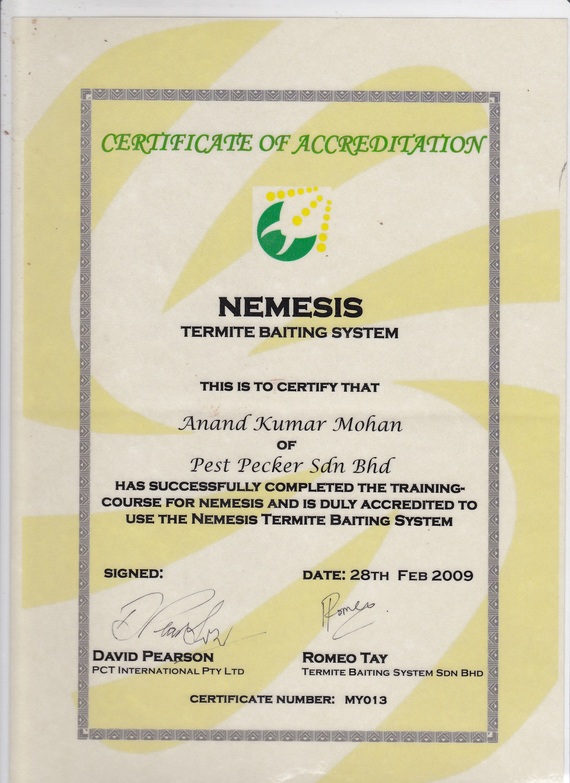 CERTIFICATE OF ACCREDITATION
NEMESIS
TERMITE BAITING SYSTEM
THIS IS TO CERTIFY THAT
Anand Kumar Mohan
OF
Pest Pecker Sdn Bhd
HAS SUCCESSFULLY COMPLETED THE TRAINING-
COURSE FOR NEMESIS AND IS DULY ACCREDITED TO
USE THE NEMESIS TERMITE BAITING SYSTEM
SIGNED: DATE: 28TH FEB 2009
D Pearson Romeo
DAVID PEARSON ROMEO TAY
PCT INTERNATIONAL PTY LTD TERMITE BAITING SYSTEM SDN BHD
CERTIFICATE NUMBER: MY013